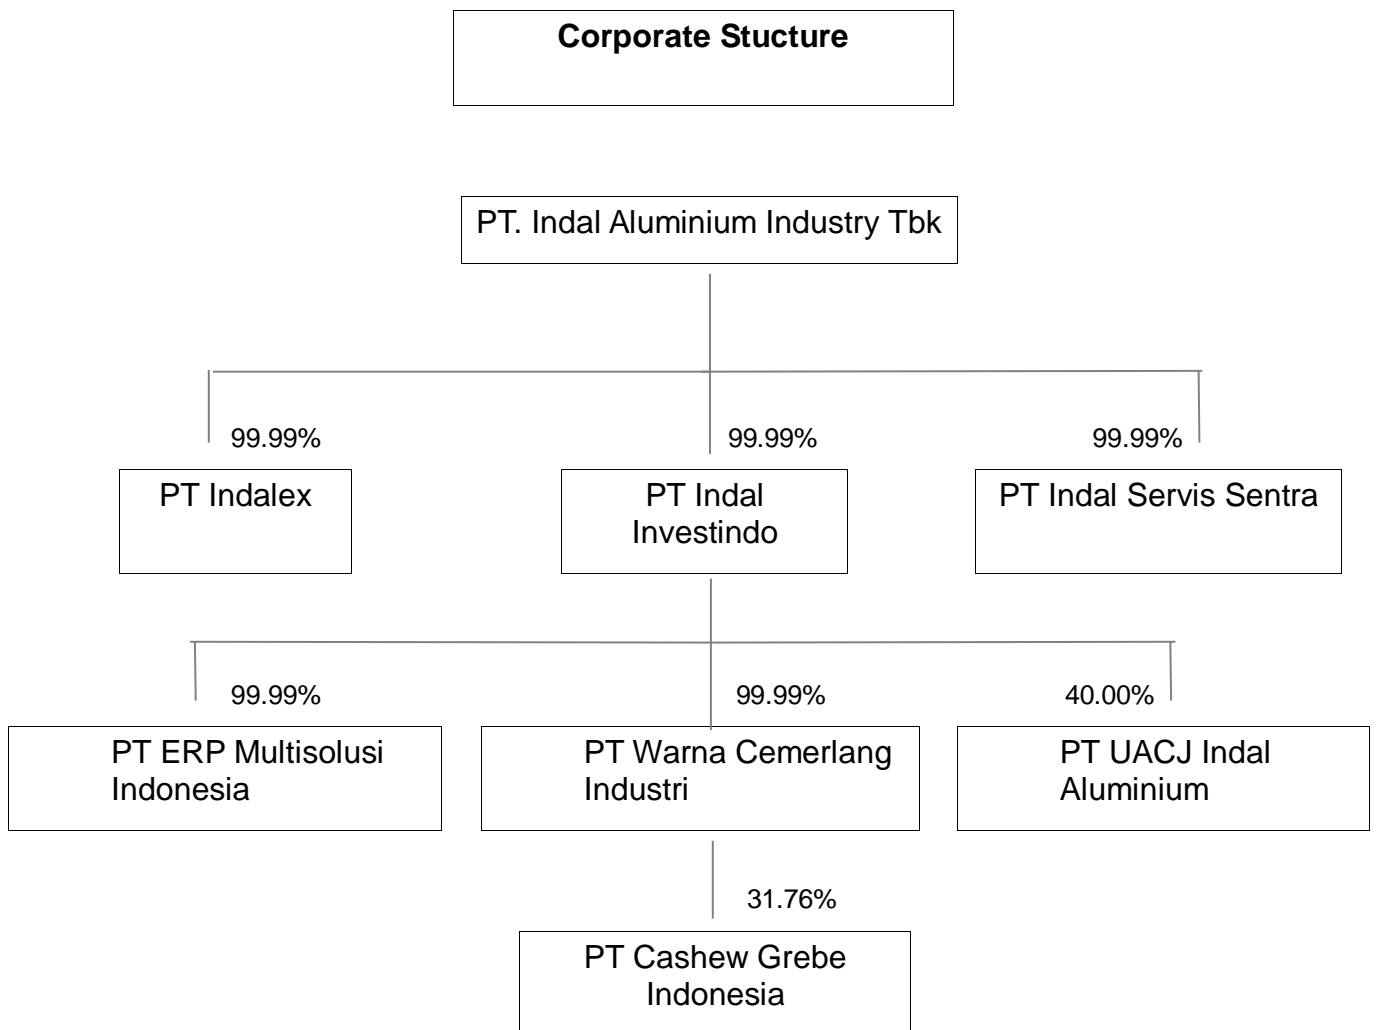 Corporate Stucture
PT. Indal Aluminium Industry Tbk
99.99%
99.99%
99.99%
PT Indalex
PT Indal
Investindo
PT Indal Servis Sentra
99.99%
99.99%
40.00%
PT ERP Multisolusi
Indonesia
PT Warna Cemerlang
Industri
PT UACJ Indal
Aluminium
31.76%
PT Cashew Grebe
Indonesia